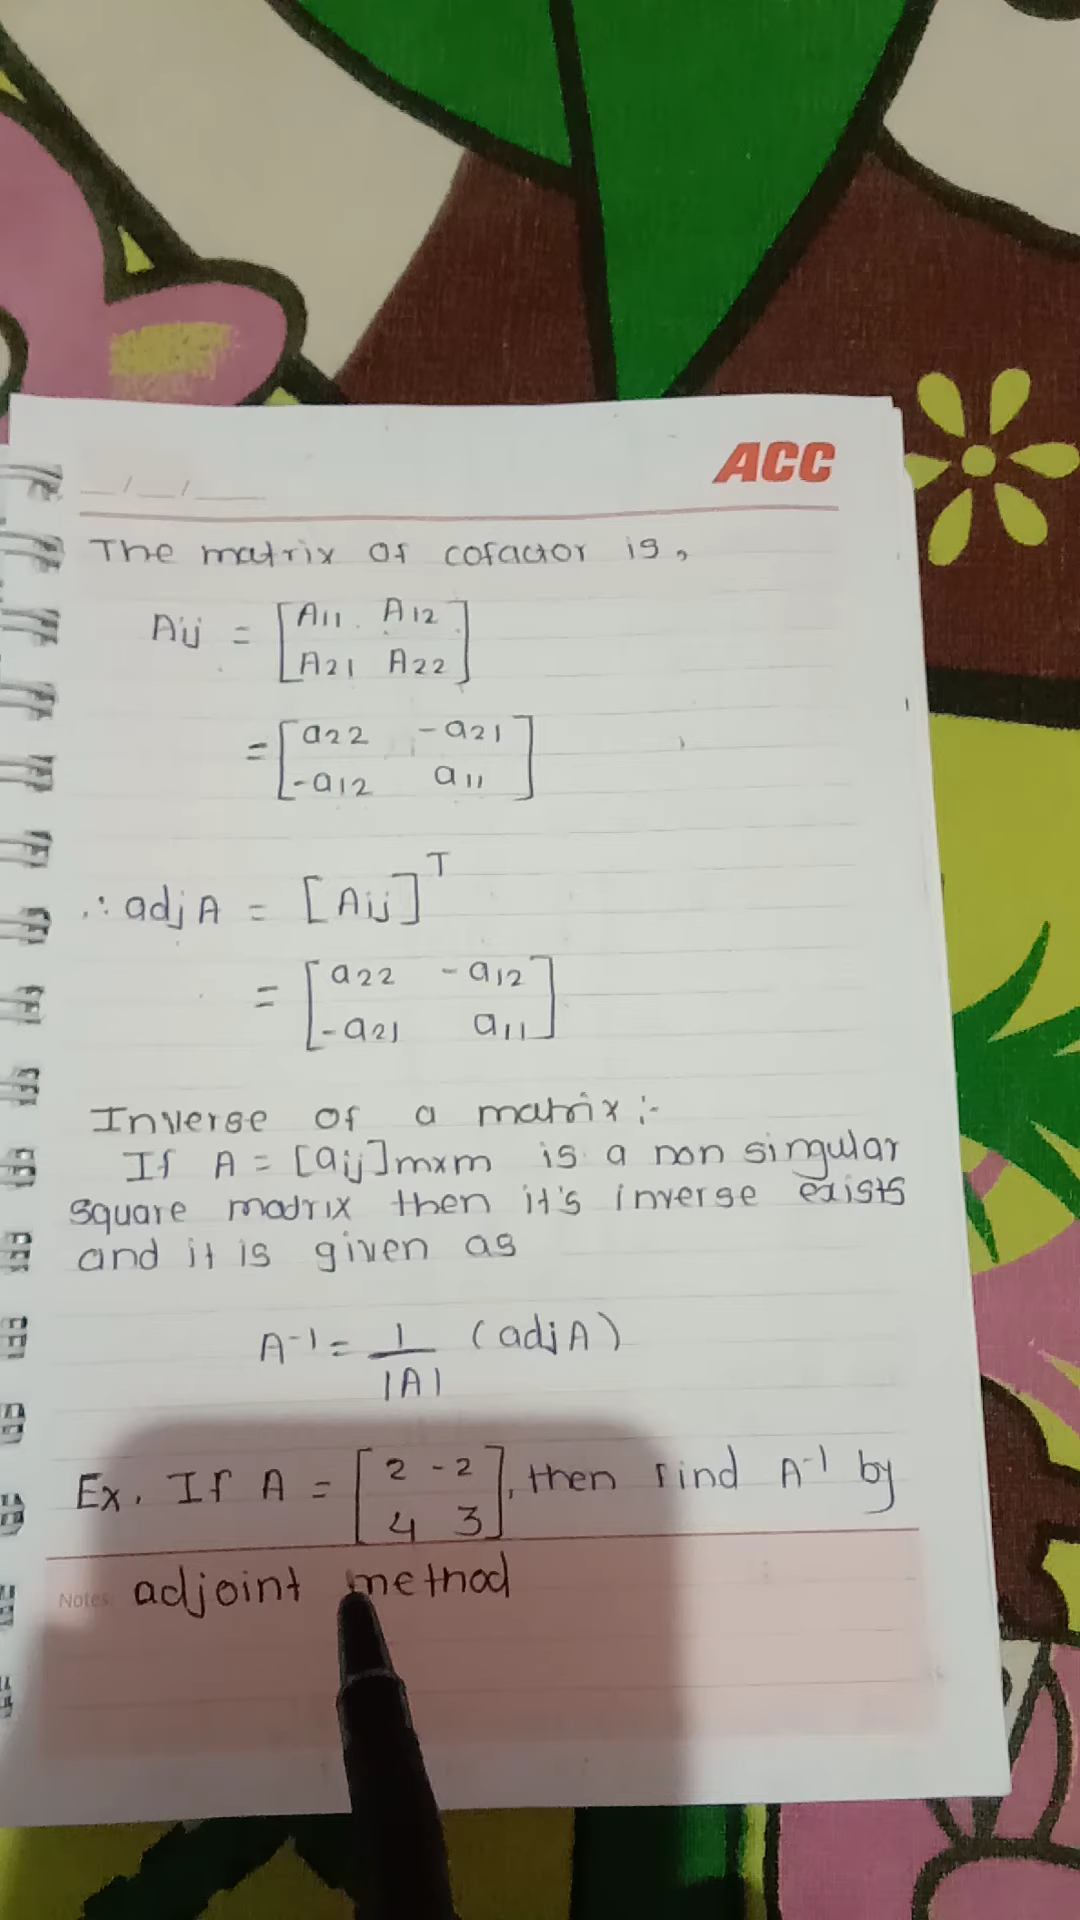 ACC
_/_/___
The matrix of cofactor is,
Aij = [A11 A12
A21 A22]
= [a22 -a21
-a12 a11]
∴ adj A = [Aij]^T
= [a22 -a12
-a21 a11]
Inverse of a matrix :-
If A = [aij]mxm is a non singular
square matrix then it's inverse exists
and it is given as
A^-1 = 1/|A| (adj A)
Ex. If A = [2 -2
4 3], then find A^-1 by
Notes: adjoint method